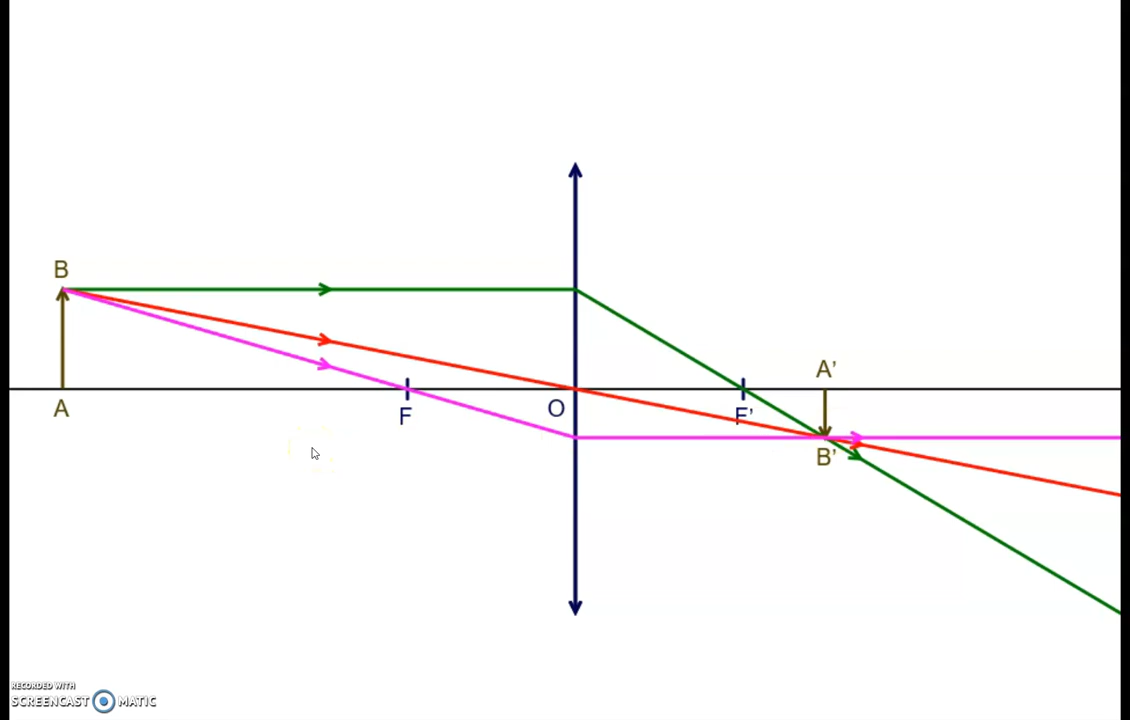 B
A'
A
F
O
F'
B'
RECORDED WITH
SCREENCAST MATIC